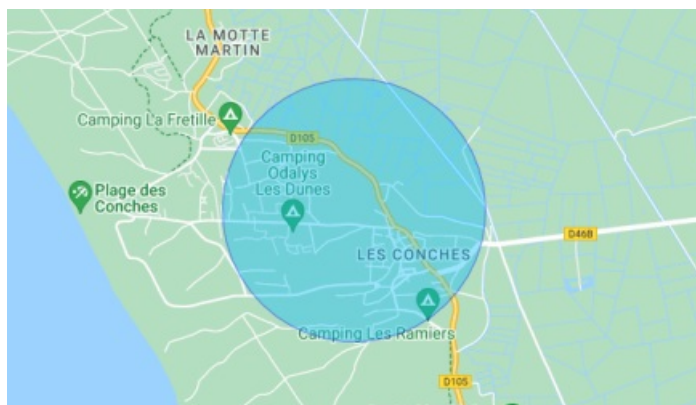 LA MOTTE
MARTIN
Camping La Fretille
D105
Camping
Odalys
Les Dunes
Plage des
Conches
D46B
LES CONCHES
Camping Les Ramiers
D105